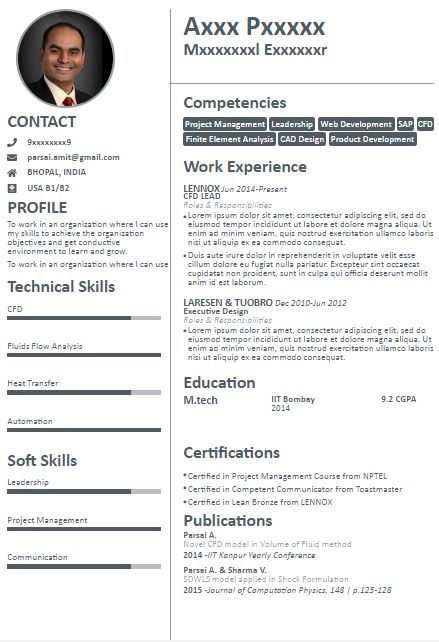 Axxx Pxxxxx
Mxxxxxxxl Exxxxxxr
CONTACT
9xxxxxxxx9
parsai.amit@gmail.com
BHOPAL, INDIA
USA B1/B2
PROFILE
To work in an organization where I can use
my skills to achieve the organization
objectives and get conductive
environment to learn and grow.
To work in an organization where I can use
Technical Skills
CFD
Fluids Flow Analysis
Heat Transfer
Automation
Soft Skills
Leadership
Project Management
Communication
Competencies
Project Management Leadership Web Development SAP CFD
Finite Element Analysis CAD Design Product Development
Work Experience
LENNOX Jun 2014-Present
CFD LEAD
Roles & Responsibilities
•Lorem ipsum dolor sit amet, consectetur adipiscing elit, sed do
eiusmod tempor incididunt ut labore et dolore magna aliqua. Ut
enim ad minim veniam, quis nostrud exercitation ullamco laboris
nisi ut aliquip ex ea commodo consequat.
•Duis aute irure dolor in reprehenderit in voluptate velit esse
cillum dolore eu fugiat nulla pariatur. Excepteur sint occaecat
cupidatat non proident, sunt in culpa qui officia deserunt mollit
anim id est laborum.
LARESEN & TUOBRO Dec 2010-Jun 2012
Executive Design
Roles & Responsibilities
•Lorem ipsum dolor sit amet, consectetur adipiscing elit, sed do
eiusmod tempor incididunt ut labore et dolore magna aliqua. Ut
enim ad minim veniam, quis nostrud exercitation ullamco laboris
nisi ut aliquip ex ea commodo consequat.
Education
M.tech IIT Bombay 9.2 CGPA
2014
Certifications
•Certified in Project Management Course from NPTEL
•Certified in Competent Communicator from Toastmaster
•Certified in Lean Bronze from LENNOX
Publications
Parsai A.
Novel CFD model in Volume of Fluid method
2014 -IIT Kanpur Yearly Conference
Parsai A. & Sharma V.
SDWLS model applied in Shock Formulation
2015 -Journal of Computation Physics, 148 | p.125-128